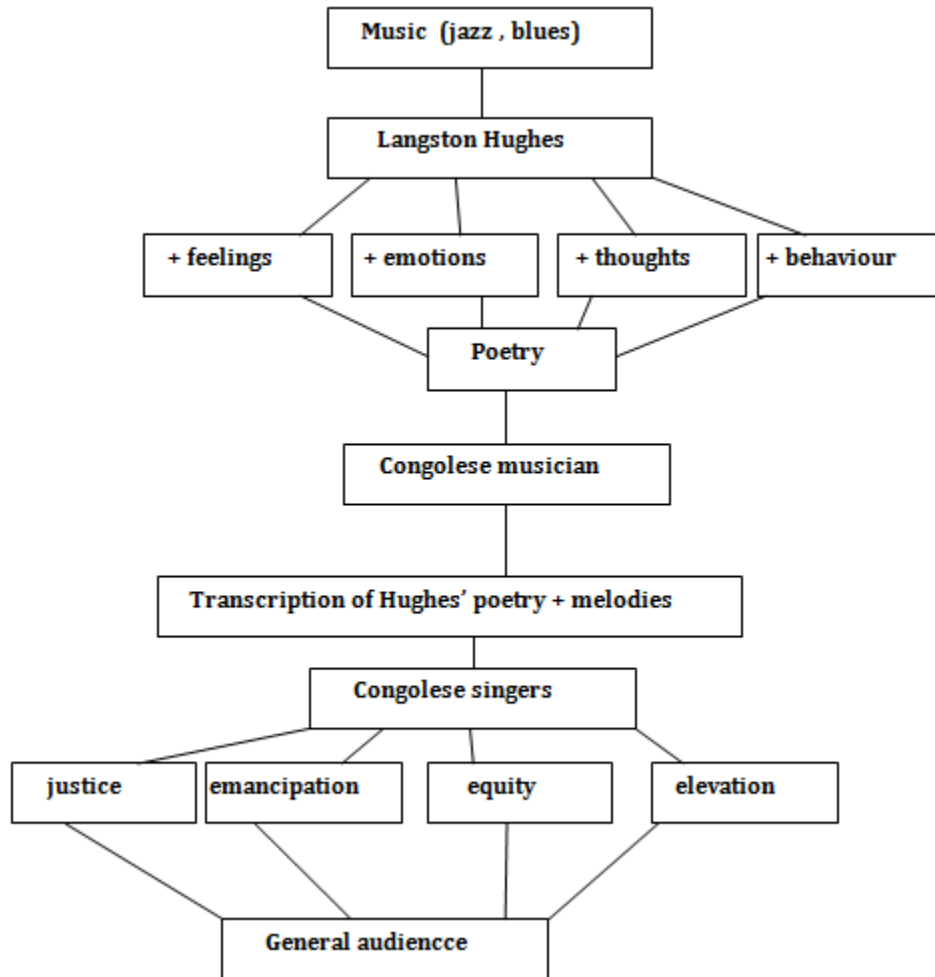 Music (jazz , blues)
Langston Hughes
+ feelings
+ emotions
+ thoughts
+ behaviour
Poetry
Congolese musician
Transcription of Hughes’ poetry + melodies
Congolese singers
justice
emancipation
equity
elevation
General audiencce